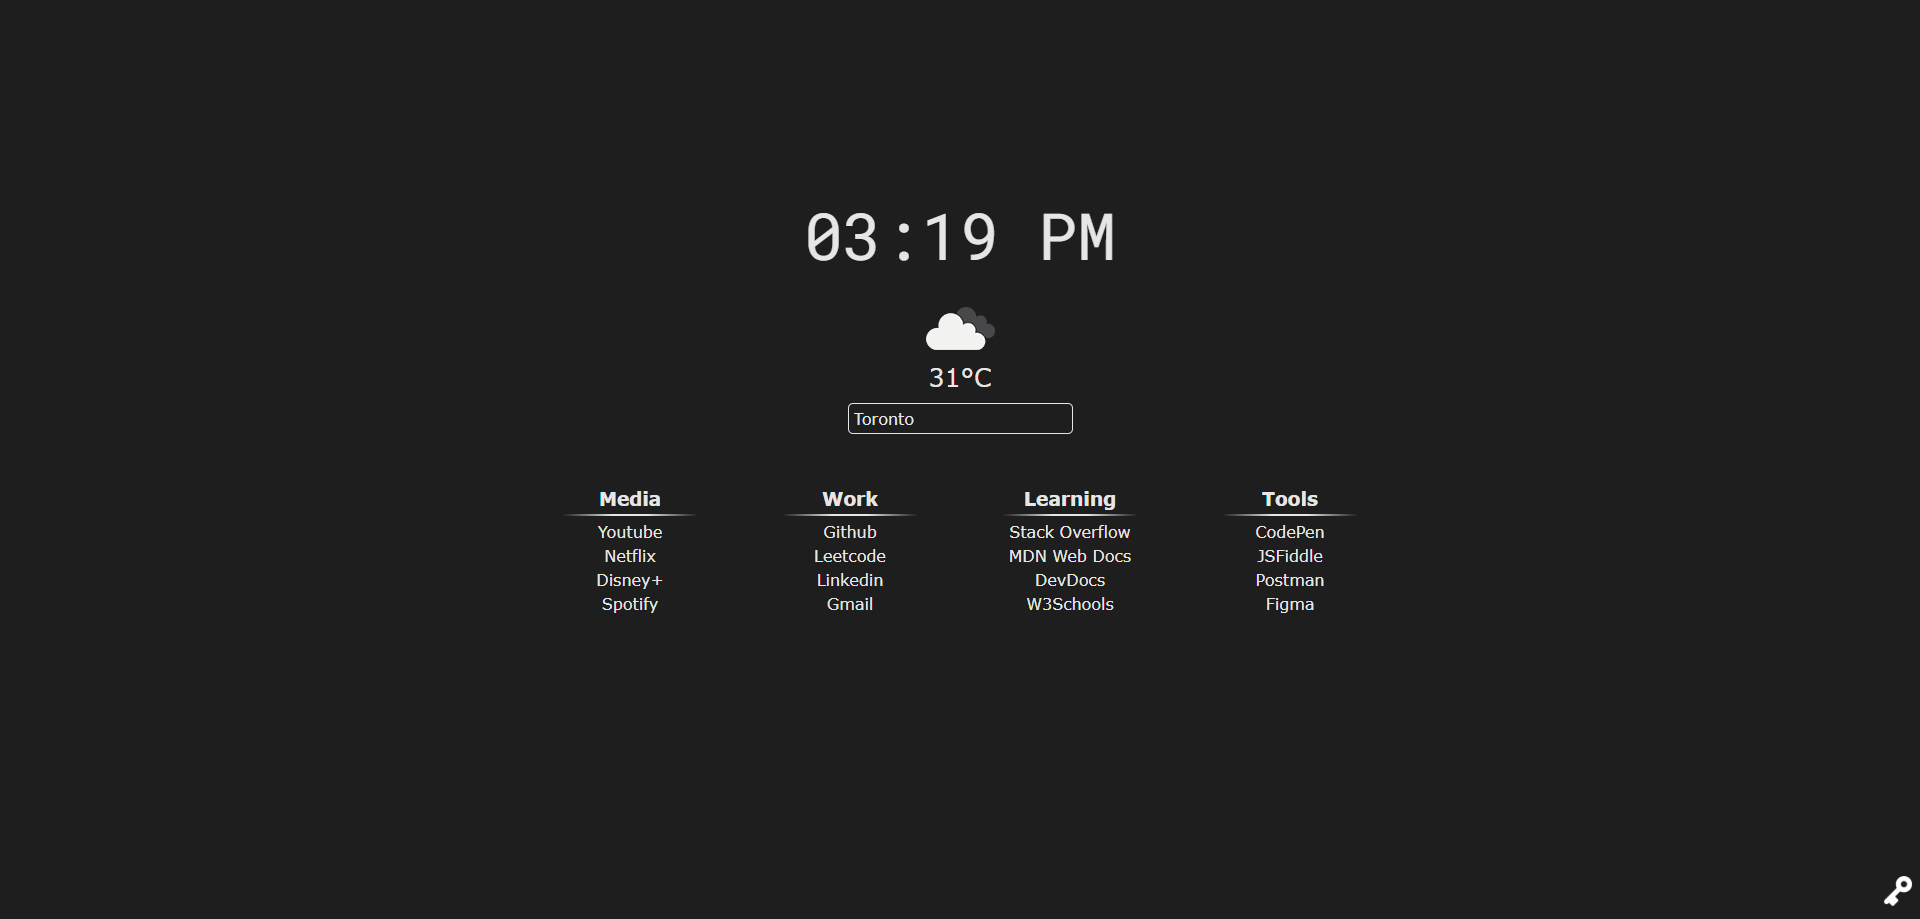 03:19 PM
31°C
Toronto
Media
Youtube
Netflix
Disney+
Spotify
Work
Github
Leetcode
Linkedin
Gmail
Learning
Stack Overflow
MDN Web Docs
DevDocs
W3Schools
Tools
CodePen
JSFiddle
Postman
Figma